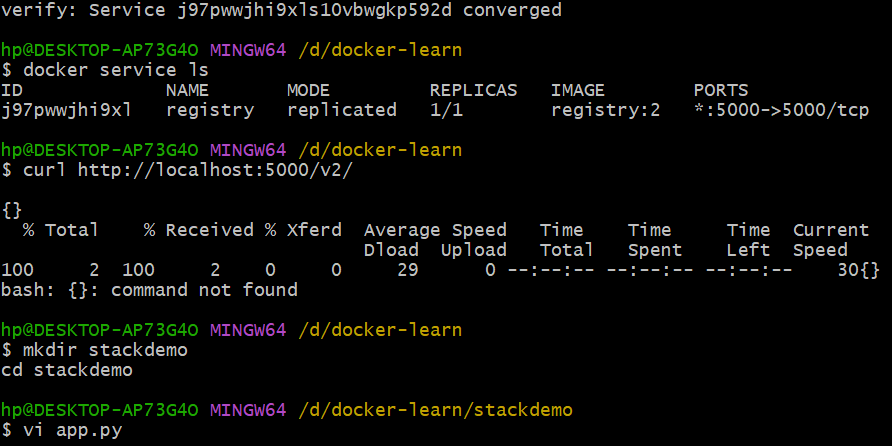 verify: Service j97pwwjhi9xls10vbwgkp592d converged
hp@DESKTOP-AP73G4O MINGW64 /d/docker-learn
$ docker service ls
ID NAME MODE REPLICAS IMAGE PORTS
j97pwwjhi9xl registry replicated 1/1 registry:2 *:5000->5000/tcp
hp@DESKTOP-AP73G4O MINGW64 /d/docker-learn
$ curl http://localhost:5000/v2/
{}
% Total % Received % Xferd Average Speed Time Time Time Current
Dload Upload Total Spent Left Speed
100 2 100 2 0 0 29 0 --:--:-- --:--:-- --:--:-- 30{}
bash: {}: command not found
hp@DESKTOP-AP73G4O MINGW64 /d/docker-learn
$ mkdir stackdemo
cd stackdemo
hp@DESKTOP-AP73G4O MINGW64 /d/docker-learn/stackdemo
$ vi app.py